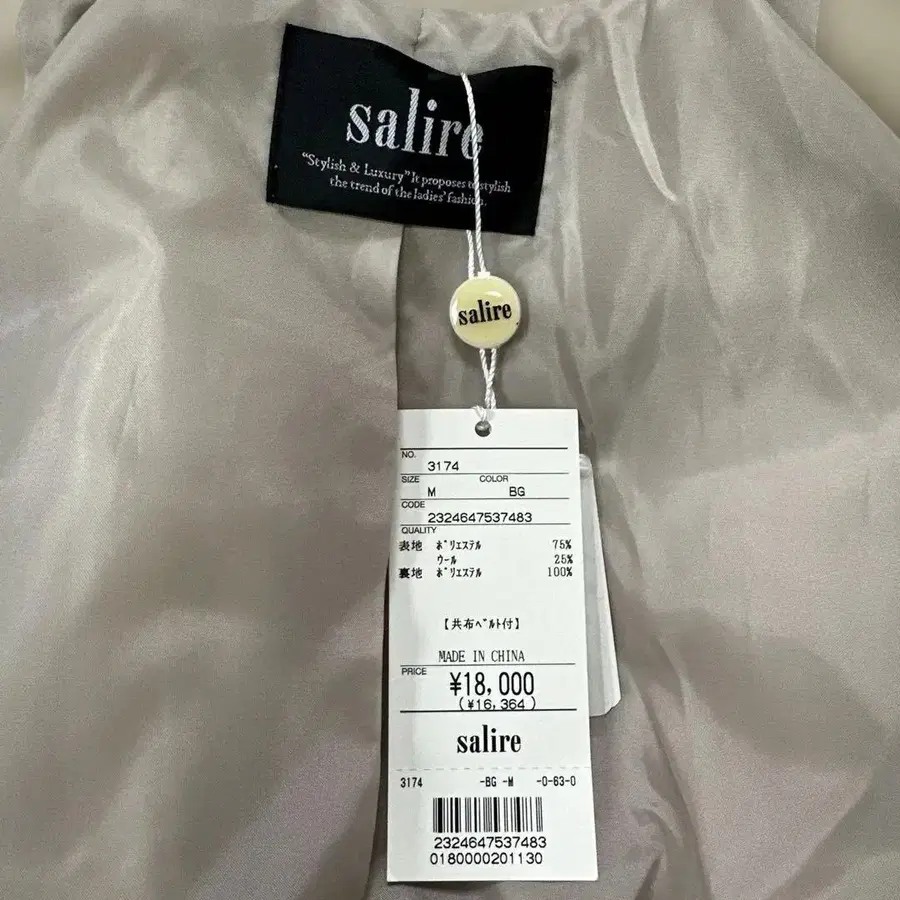 salire
"Stylish & Luxury" It proposes to stylish
the trend of the ladies' fashion.
salire
NO.
3174
SIZE COLOR
M BG
CODE
2324647537483
QUALITY
表地 ポリエステル 75%
ウール 25%
裏地 ポリエステル 100%
【共布ベルト付】
MADE IN CHINA
PRICE
¥18,000
(¥16,364)
salire
3174 -BG -M -0-63-0
2324647537483
0180000201130